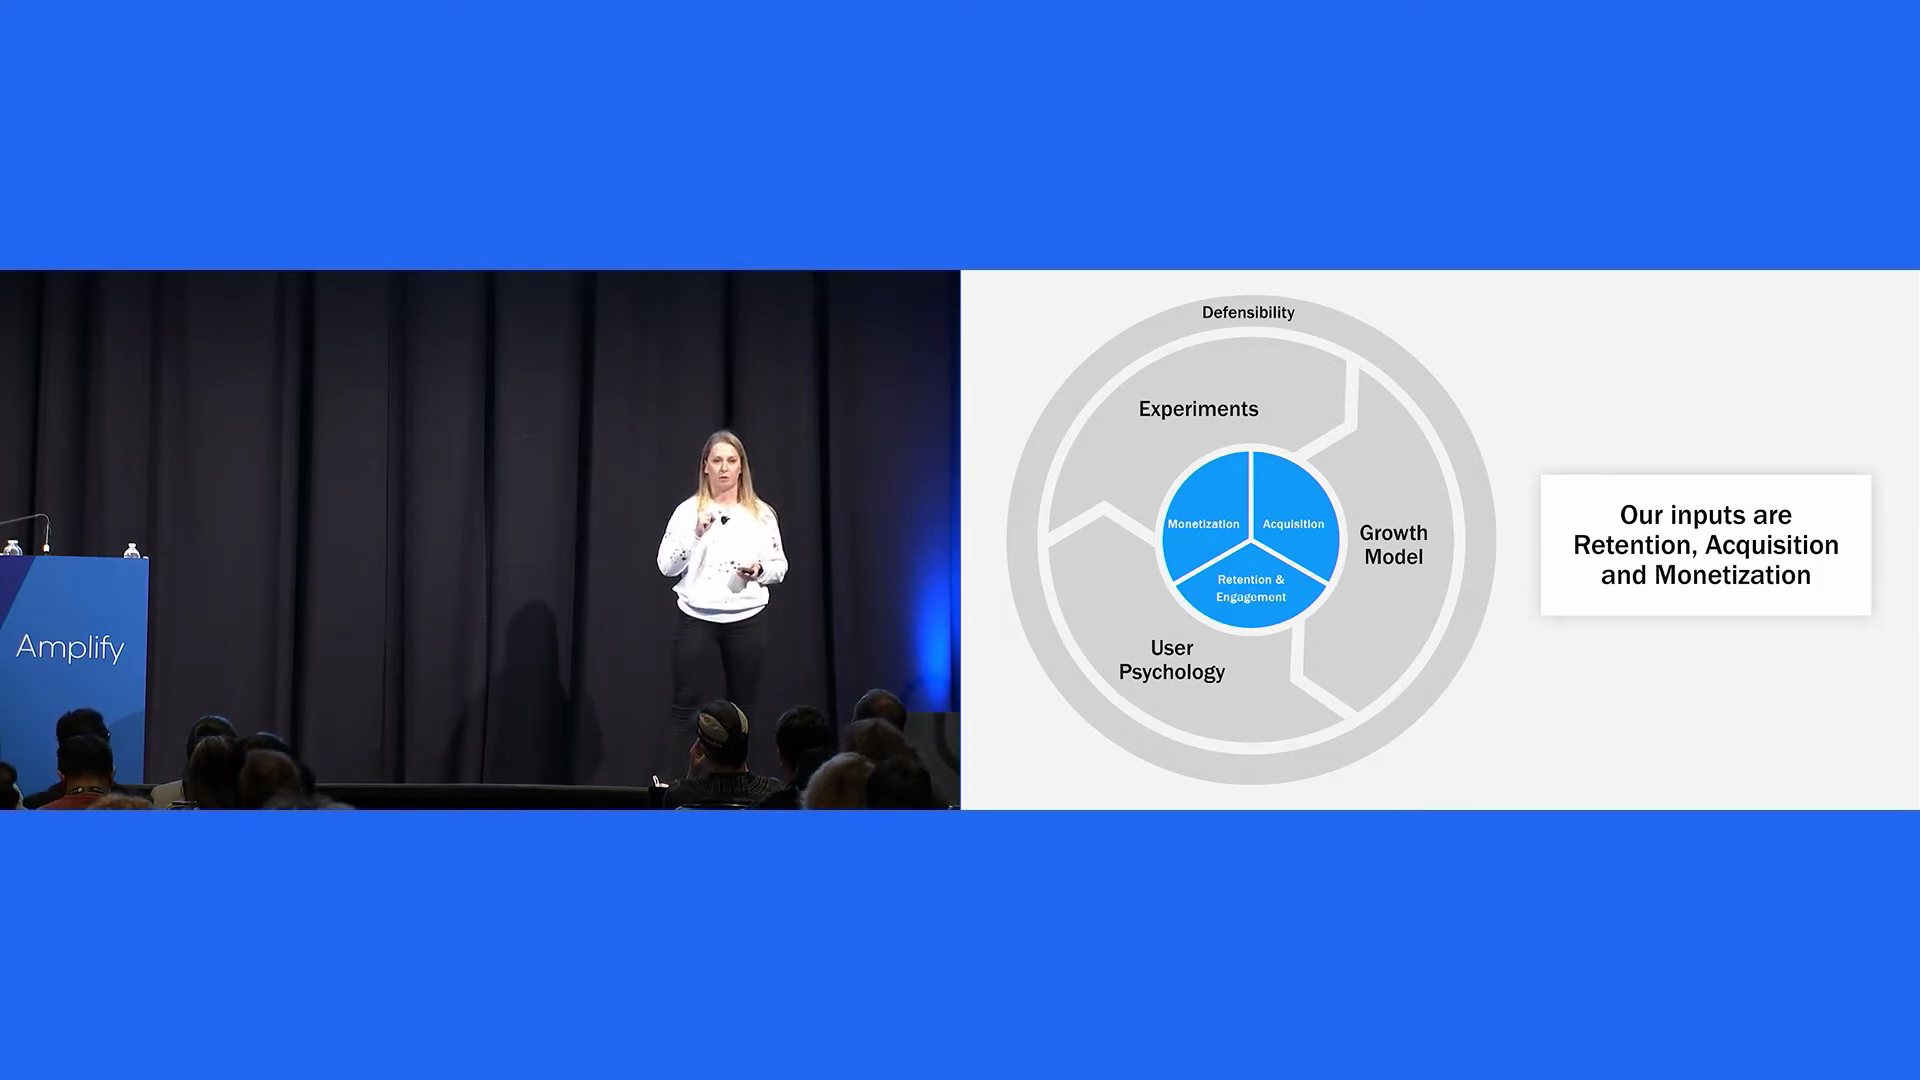 Amplify
Defensibility
Experiments
Monetization
Acquisition
Retention &
Engagement
Growth
Model
User
Psychology
Our inputs are
Retention, Acquisition
and Monetization